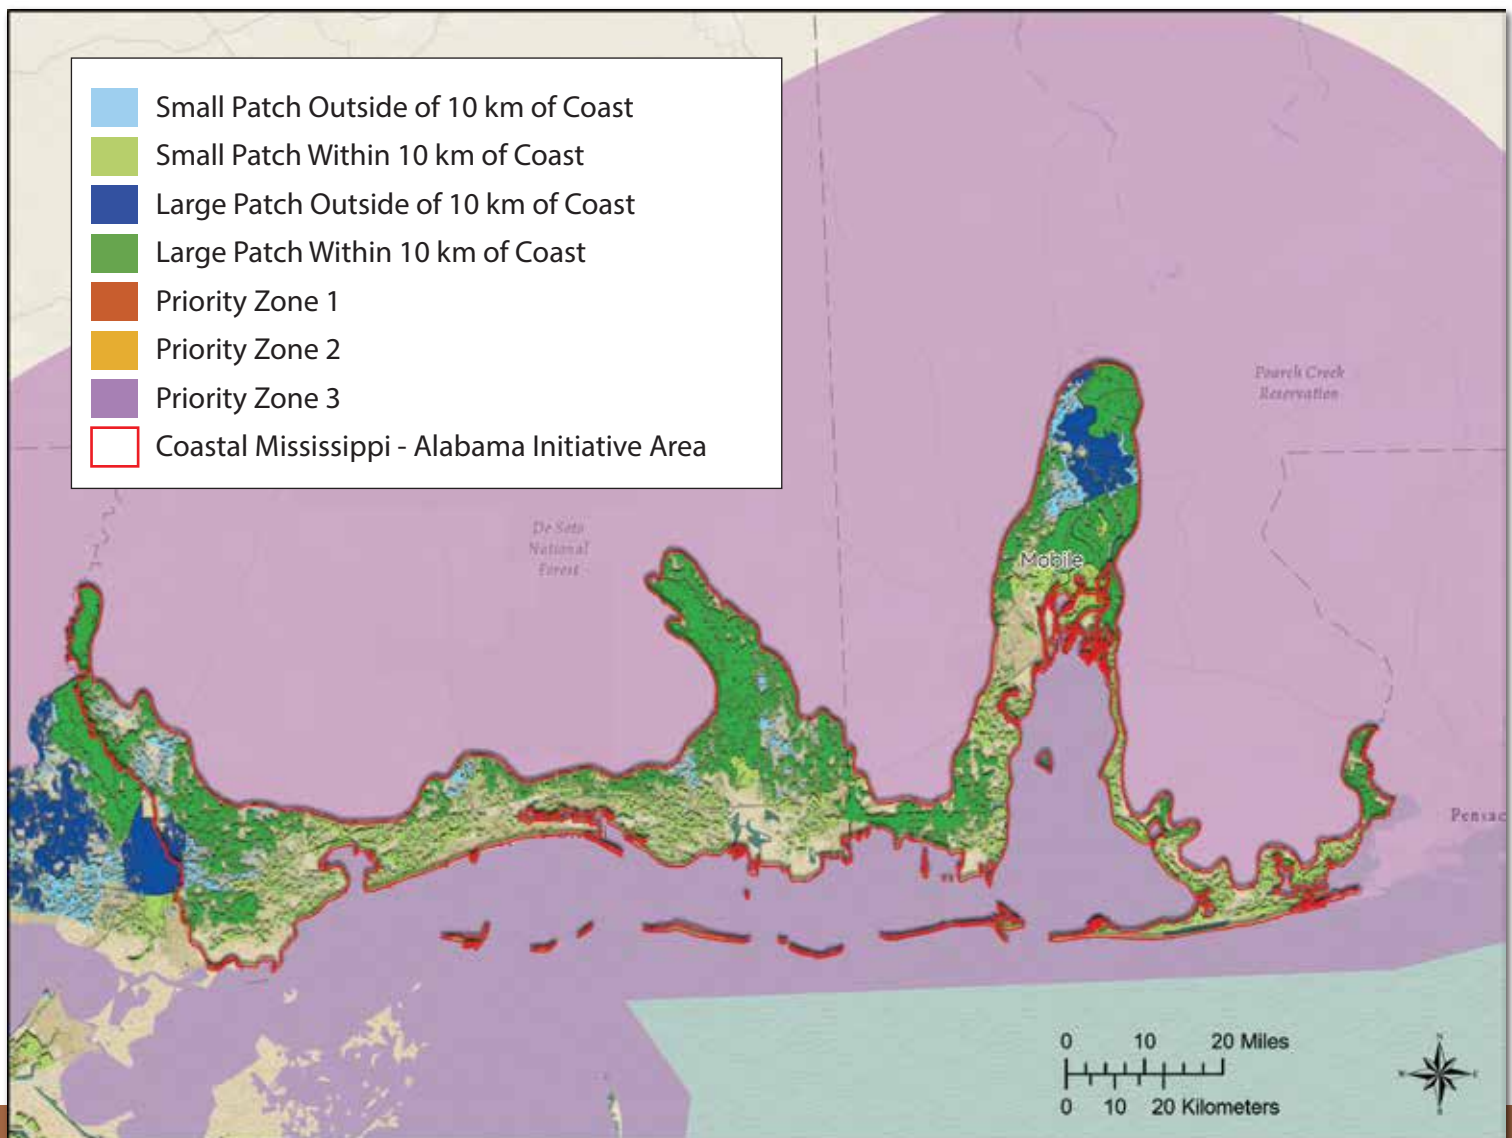 Small Patch Outside of 10 km of Coast
Small Patch Within 10 km of Coast
Large Patch Outside of 10 km of Coast
Large Patch Within 10 km of Coast
Priority Zone 1
Priority Zone 2
Priority Zone 3
Coastal Mississippi - Alabama Initiative Area
Poarch Creek
Reservation
De Soto
National
Forest
Mobile
Pensac
0 10 20 Miles
0 10 20 Kilometers
N
W E
S